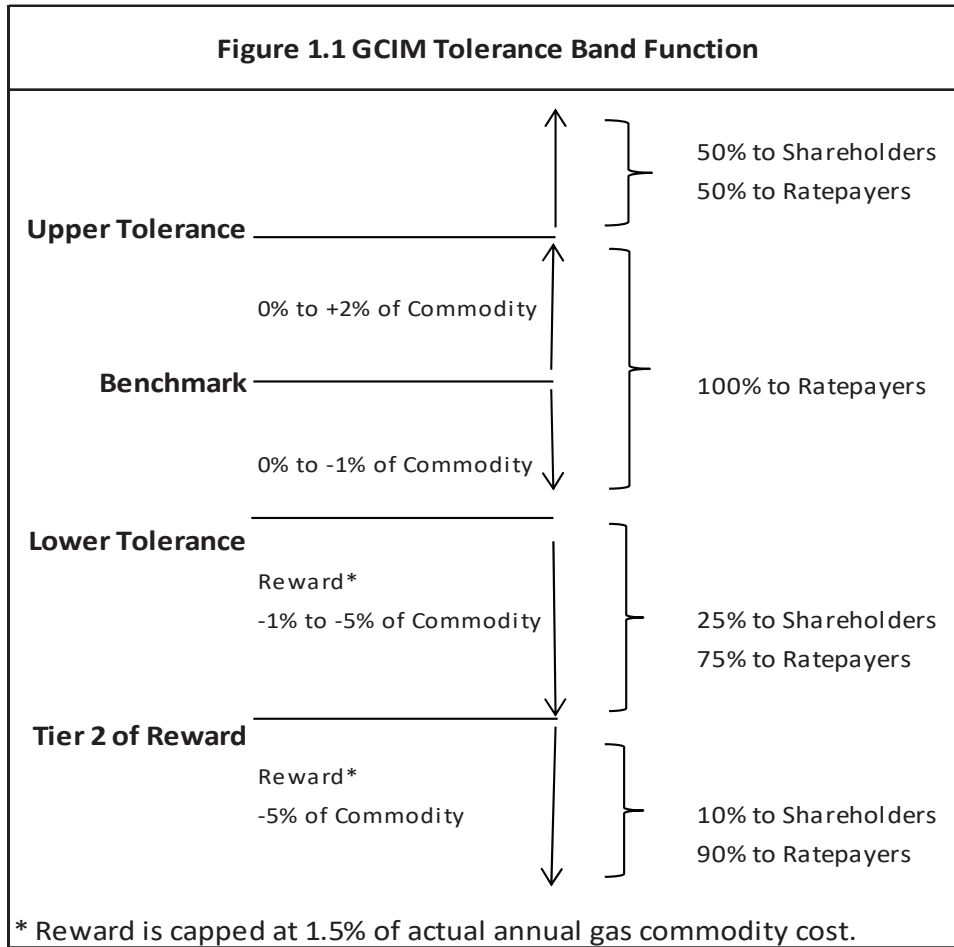 Figure 1.1 GCIM Tolerance Band Function
50% to Shareholders
50% to Ratepayers
Upper Tolerance
0% to +2% of Commodity
Benchmark
100% to Ratepayers
0% to -1% of Commodity
Lower Tolerance
Reward*
-1% to -5% of Commodity
25% to Shareholders
75% to Ratepayers
Tier 2 of Reward
Reward*
-5% of Commodity
10% to Shareholders
90% to Ratepayers
* Reward is capped at 1.5% of actual annual gas commodity cost.